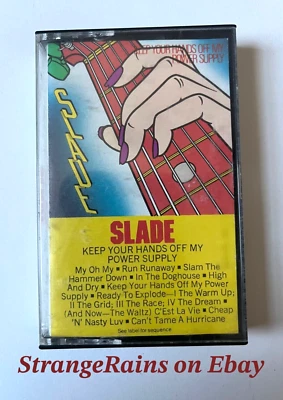 KEEP YOUR HANDS OFF MY
POWER SUPPLY
SLADE
SLADE
KEEP YOUR HANDS OFF MY
POWER SUPPLY
My Oh My ■ Run Runaway ■ Slam The
Hammer Down ■ In The Doghouse ■ High
And Dry ■ Keep Your Hands Off My Power
Supply ■ Ready To Explode—I The Warm Up;
II The Grid; III The Race; IV The Dream ■
(And Now—The Waltz) C'Est La Vie ■ Cheap
'N' Nasty Luv ■ Can't Tame A Hurricane
See label for sequence.
StrangeRains on Ebay